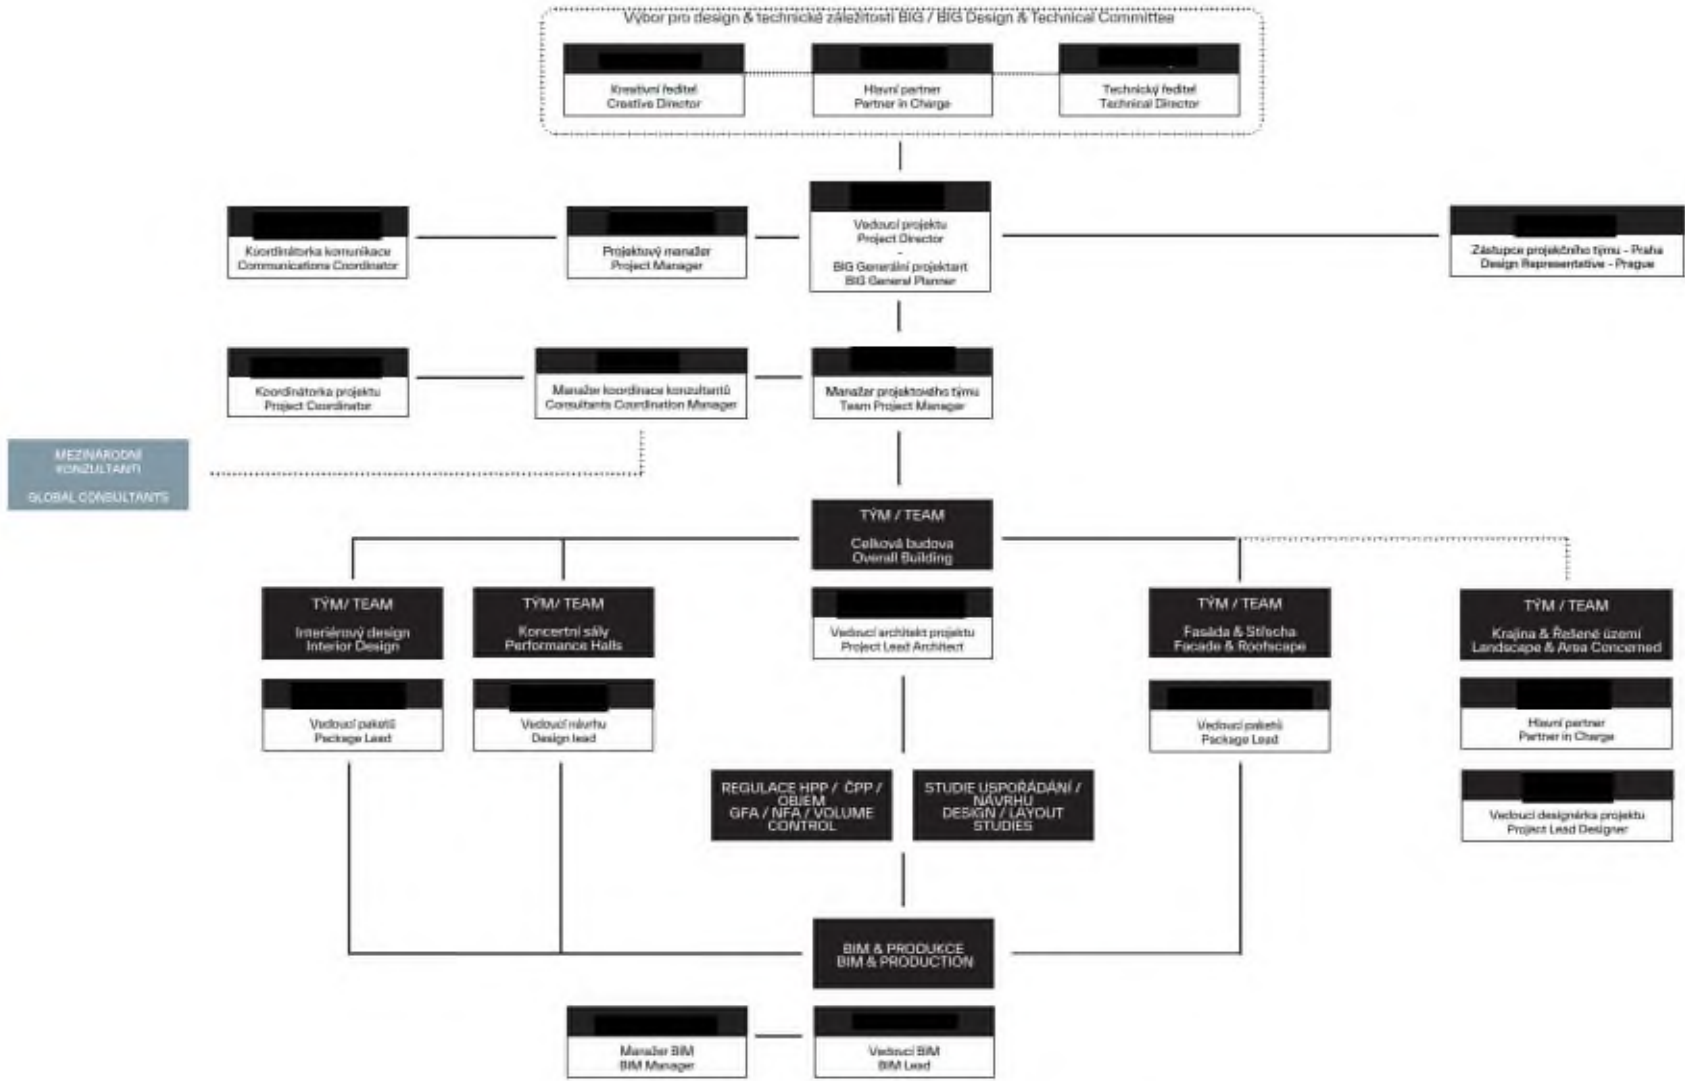 Výbor pro design & technické záležitosti BIG / BIG Design & Technical Committee
Kreativní ředitel
Creative Director
Hlavní partner
Partner in Charge
Technický ředitel
Technical Director
Koordinátorka komunikace
Communications Coordinator
Projektový manažer
Project Manager
Vedoucí projektu
Project Director
-
BIG Generální projektant
BIG General Planner
Zástupce projekčního týmu - Praha
Design Representative - Prague
Koordinátorka projektu
Project Coordinator
Manažer koordinace konzultantů
Consultants Coordination Manager
Manažer projektového týmu
Team Project Manager
MEZINÁRODNÍ
KONZULTANTI
GLOBAL CONSULTANTS
TÝM / TEAM
Celková budova
Overall Building
TÝM/ TEAM
Interiérový design
Interior Design
TÝM/ TEAM
Koncertní sály
Performance Halls
Vedoucí architekt projektu
Project Lead Architect
TÝM / TEAM
Fasáda & Střecha
Facade & Roofscape
TÝM / TEAM
Krajina & Řešené území
Landscape & Area Concerned
Vedoucí paketů
Package Lead
Vedoucí návrhu
Design lead
Vedoucí paketů
Package Lead
Hlavní partner
Partner in Charge
REGULACE HPP / ČPP /
OBJEM
GFA / NFA / VOLUME
CONTROL
STUDIE USPOŘÁDÁNÍ /
NÁVRHU
DESIGN / LAYOUT
STUDIES
Vedoucí designérka projektu
Project Lead Designer
BIM & PRODUKCE
BIM & PRODUCTION
Manažer BIM
BIM Manager
Vedoucí BIM
BIM Lead